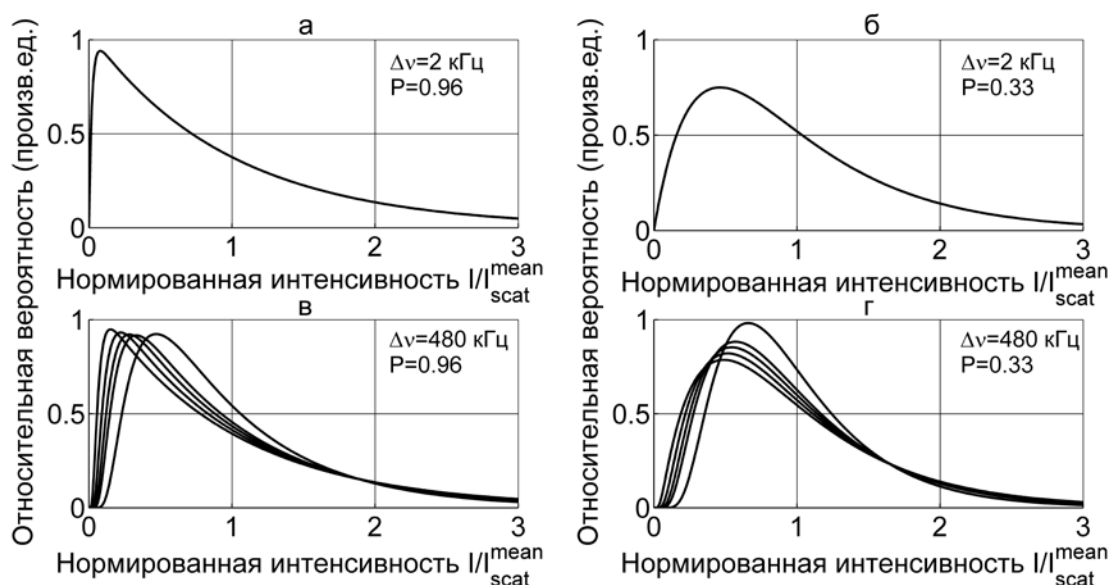 а
Относительная вероятность (произв.ед.)
1
0.5
0
Δν=2 кГц
P=0.96
0 1 2 3
Нормированная интенсивность I/I mean scat
б
1
0.5
0
Δν=2 кГц
P=0.33
0 1 2 3
Нормированная интенсивность I/I mean scat
в
1
0.5
0
Δν=480 кГц
P=0.96
0 1 2 3
Нормированная интенсивность I/I mean scat
Относительная вероятность (произв.ед.)
г
1
0.5
0
Δν=480 кГц
P=0.33
0 1 2 3
Нормированная интенсивность I/I mean scat